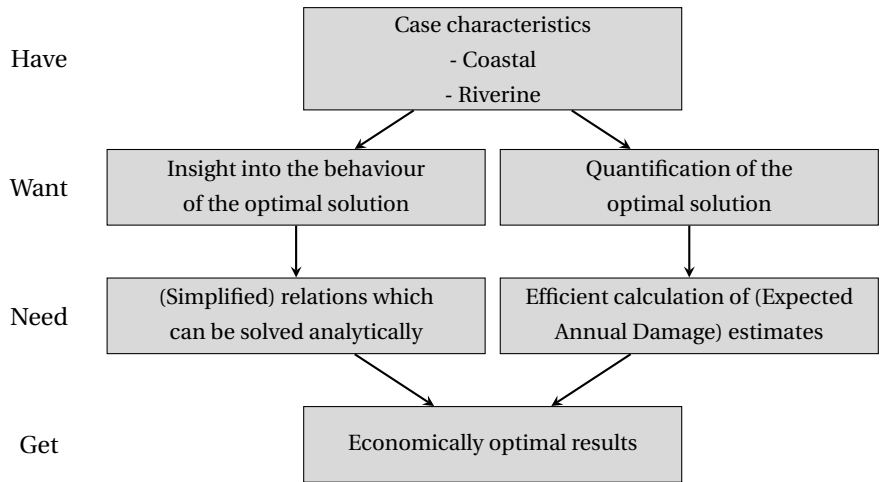 Have
Case characteristics
- Coastal
- Riverine
Want
Insight into the behaviour
of the optimal solution
Quantification of the
optimal solution
Need
(Simplified) relations which
can be solved analytically
Efficient calculation of (Expected
Annual Damage) estimates
Get
Economically optimal results